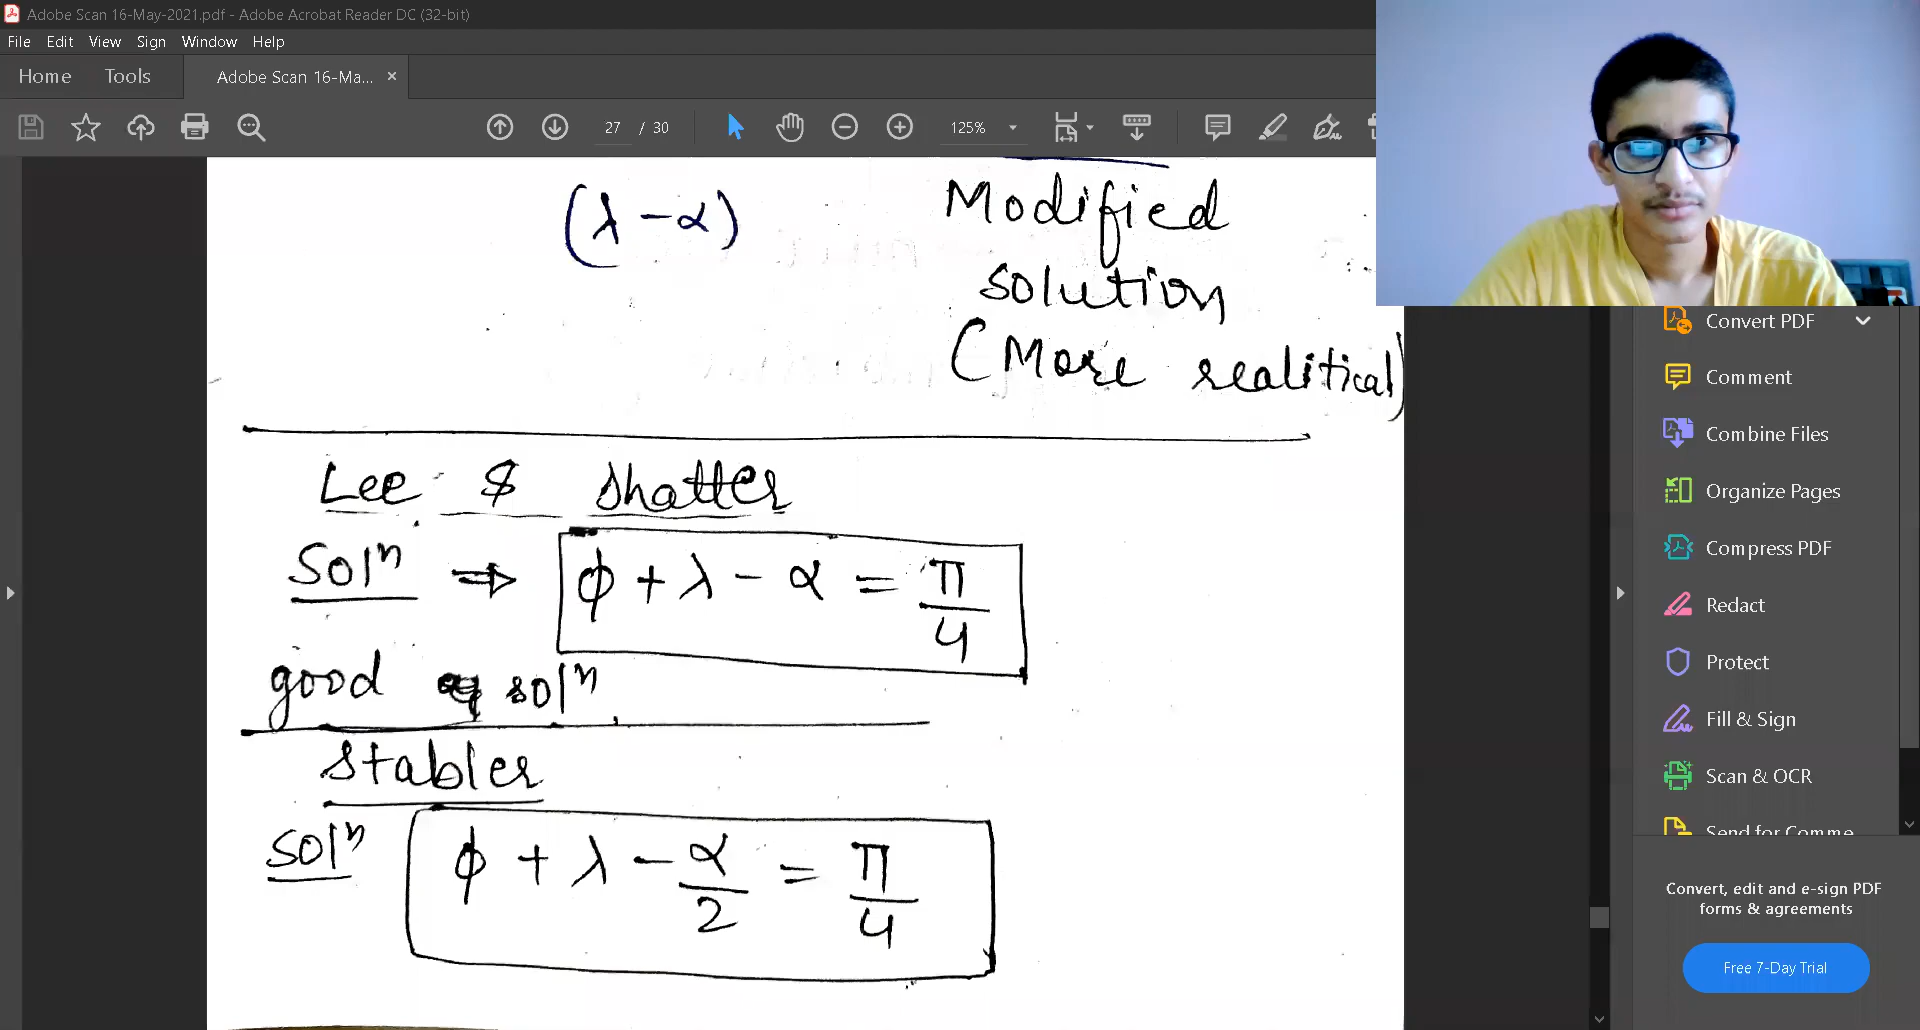 Adobe Scan 16-May-2021.pdf - Adobe Acrobat Reader DC (32-bit)
File Edit View Sign Window Help
Home Tools Adobe Scan 16-Ma... ×
27 / 30 125%
(λ - α)
Modified
solution
(More realitical)
Lee & Shatter
Solⁿ ⇒ ϕ + λ - α = π/4
good solⁿ
Stabler
Solⁿ ϕ + λ - α/2 = π/4
Convert PDF
Comment
Combine Files
Organize Pages
Compress PDF
Redact
Protect
Fill & Sign
Scan & OCR
Send for Comme
Convert, edit and e-sign PDF
forms & agreements
Free 7-Day Trial